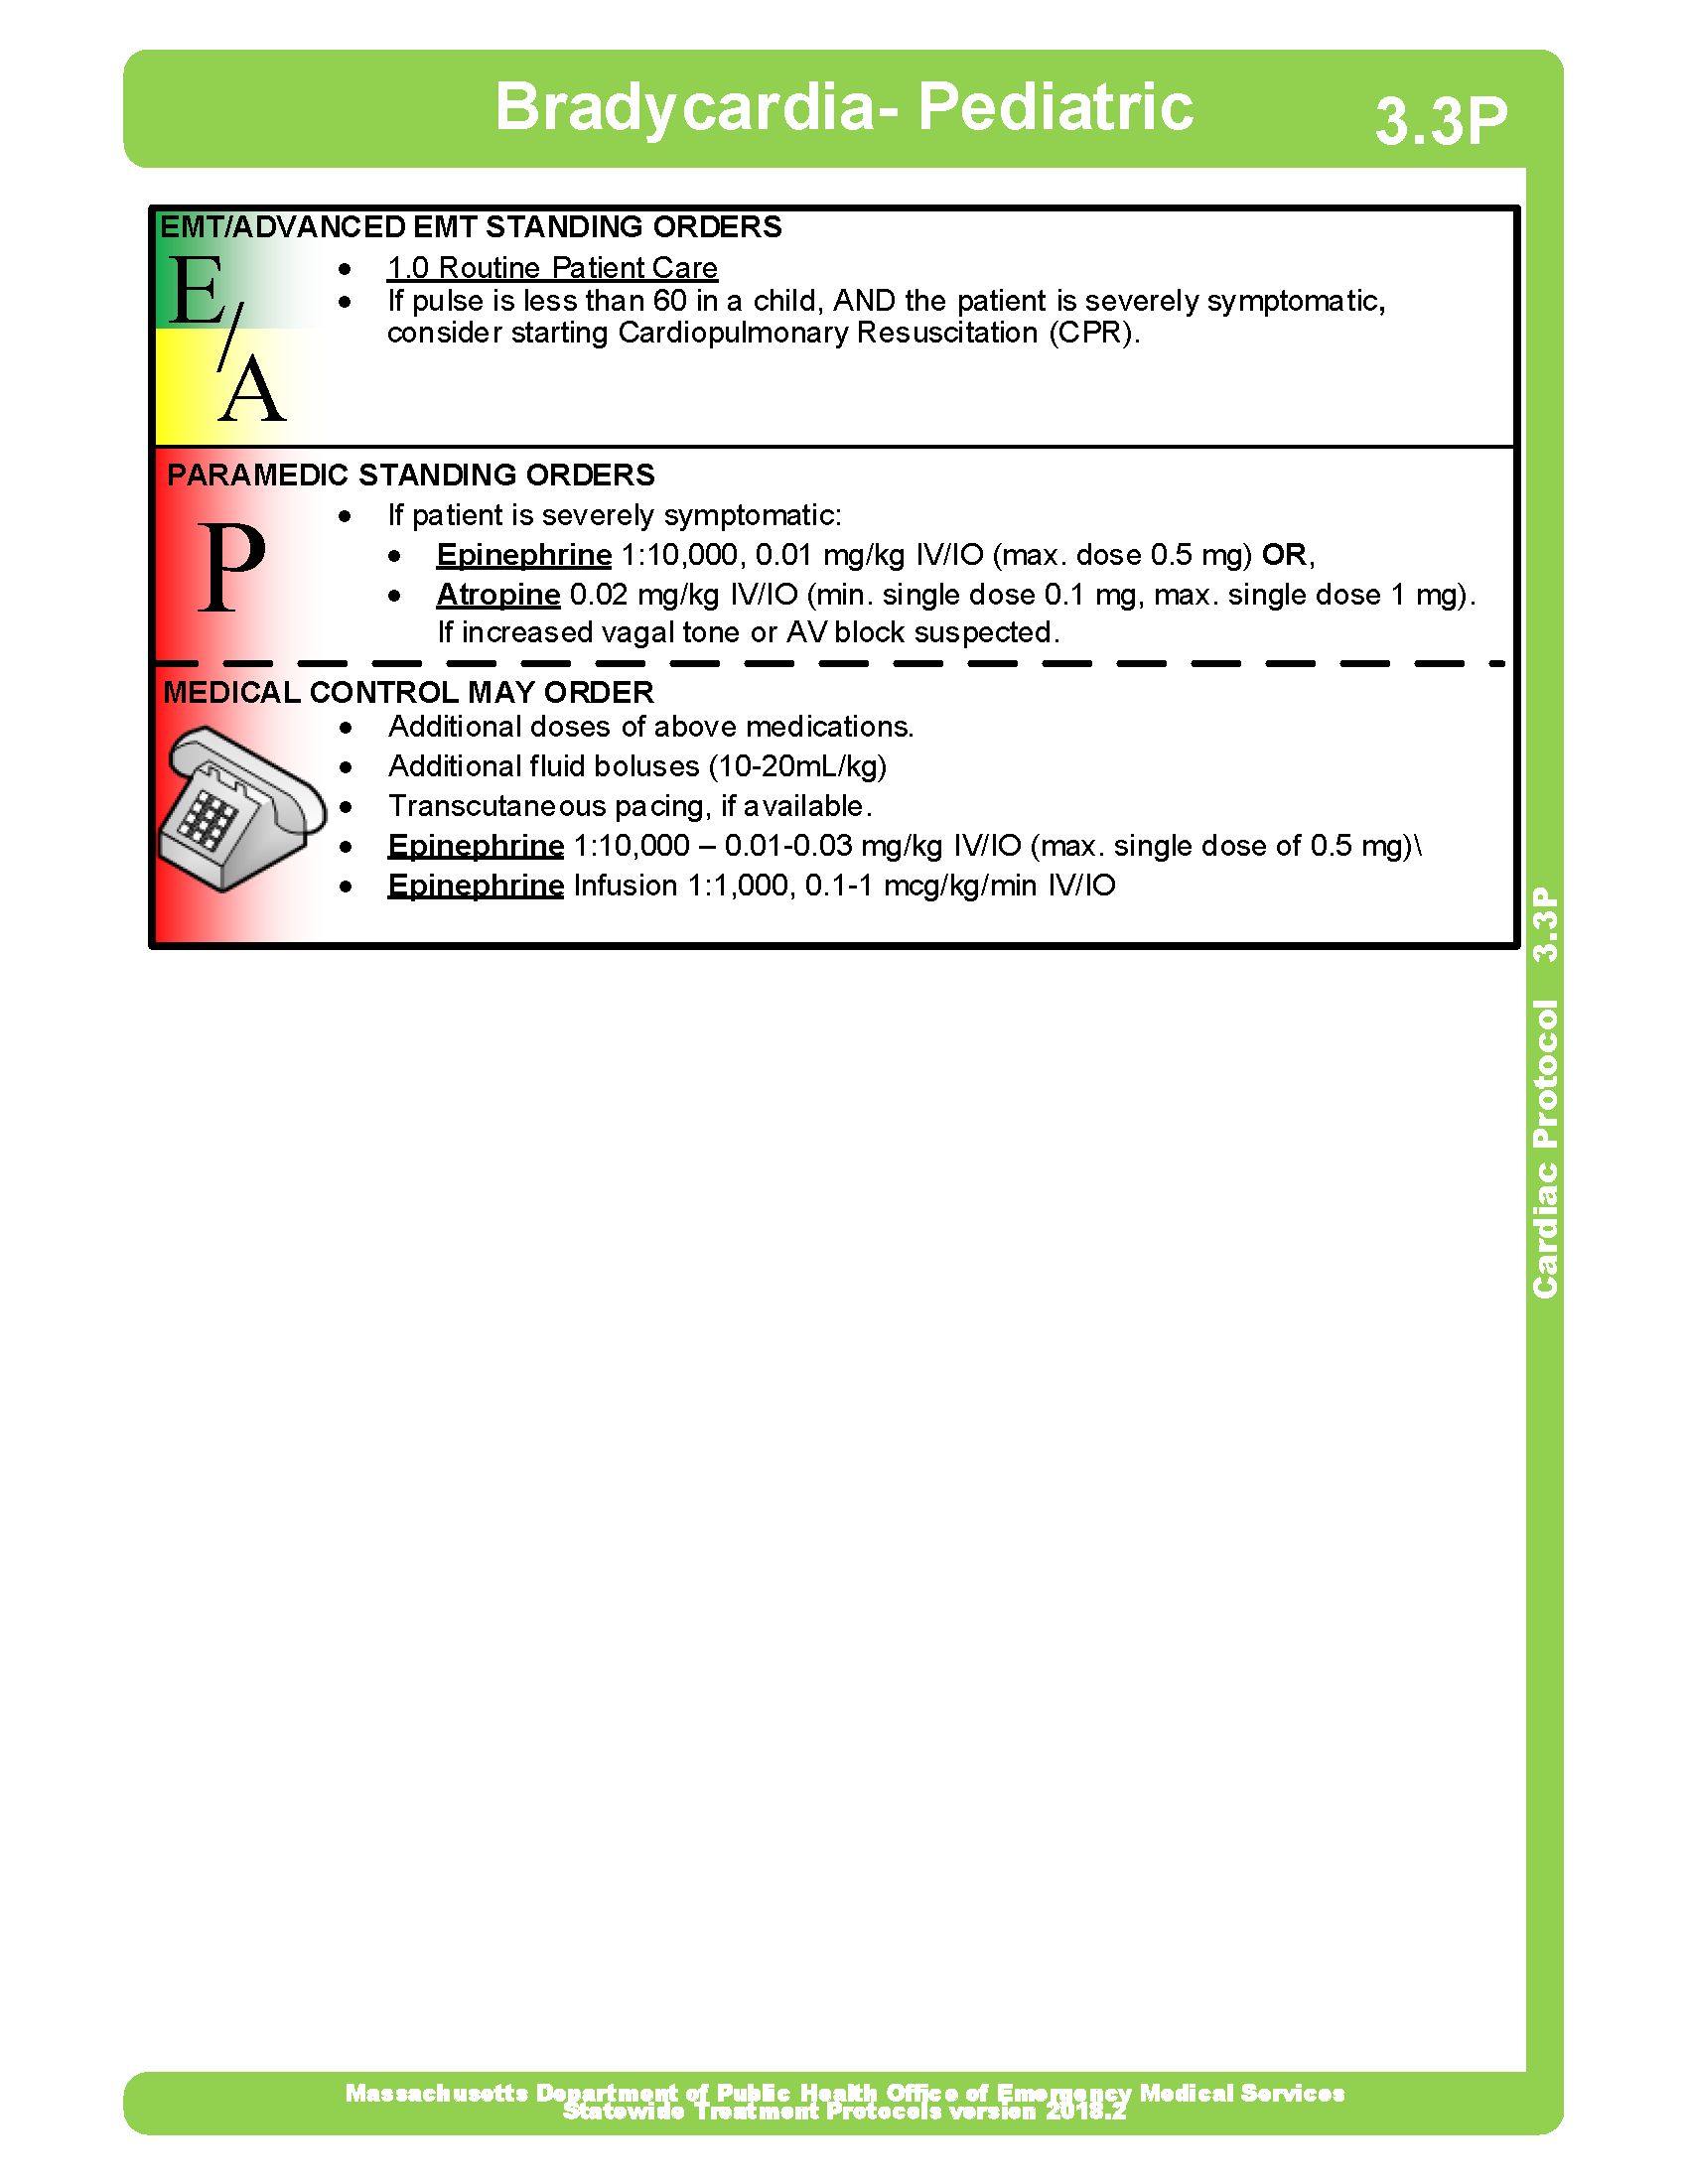 Bradycardia- Pediatric
3.3P
EMT/ADVANCED EMT STANDING ORDERS
E/A
• 1.0 Routine Patient Care
• If pulse is less than 60 in a child, AND the patient is severely symptomatic,
consider starting Cardiopulmonary Resuscitation (CPR).
PARAMEDIC STANDING ORDERS
P
• If patient is severely symptomatic:
• Epinephrine 1:10,000, 0.01 mg/kg IV/IO (max. dose 0.5 mg) OR,
• Atropine 0.02 mg/kg IV/IO (min. single dose 0.1 mg, max. single dose 1 mg).
If increased vagal tone or AV block suspected.
MEDICAL CONTROL MAY ORDER
• Additional doses of above medications.
• Additional fluid boluses (10-20mL/kg)
• Transcutaneous pacing, if available.
• Epinephrine 1:10,000 – 0.01-0.03 mg/kg IV/IO (max. single dose of 0.5 mg)\
• Epinephrine Infusion 1:1,000, 0.1-1 mcg/kg/min IV/IO
Cardiac Protocol 3.3P
Massachusetts Department of Public Health Office of Emergency Medical Services
Statewide Treatment Protocols version 2018.2